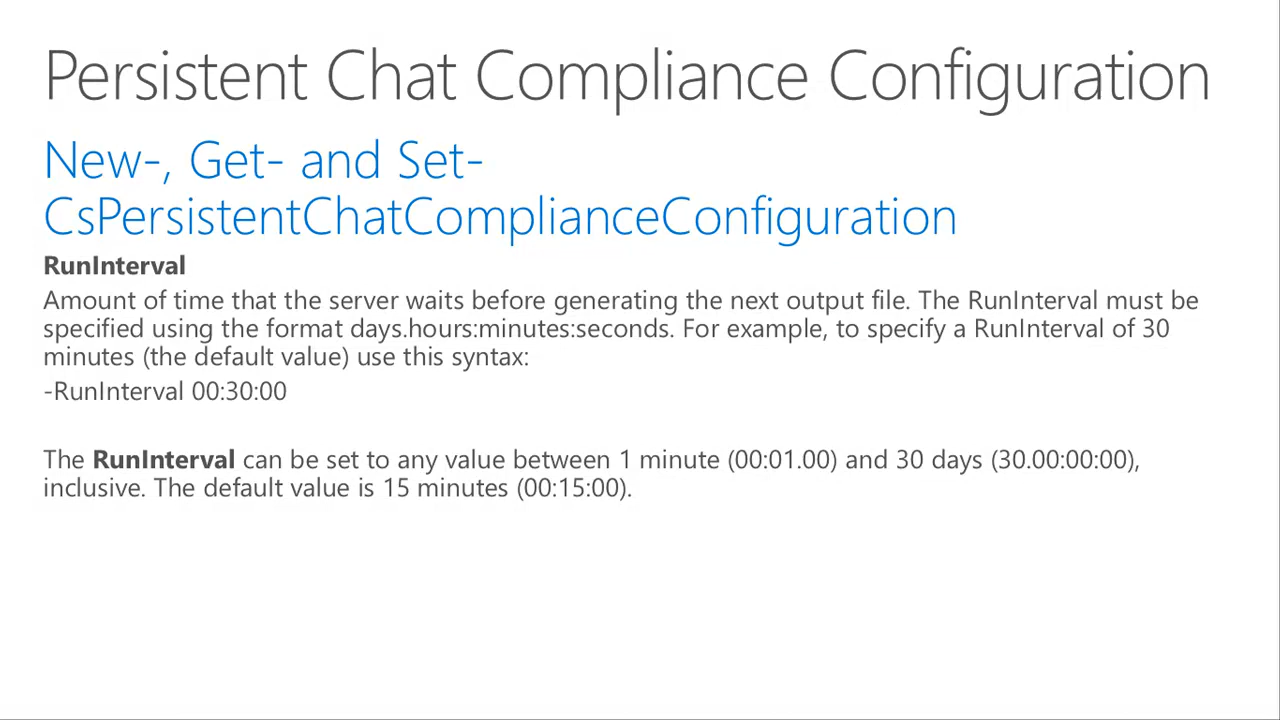 Persistent Chat Compliance Configuration
New-, Get- and Set-
CsPersistentChatComplianceConfiguration
RunInterval
Amount of time that the server waits before generating the next output file. The RunInterval must be
specified using the format days.hours:minutes:seconds. For example, to specify a RunInterval of 30
minutes (the default value) use this syntax:
-RunInterval 00:30:00
The RunInterval can be set to any value between 1 minute (00:01.00) and 30 days (30.00:00:00),
inclusive. The default value is 15 minutes (00:15:00).